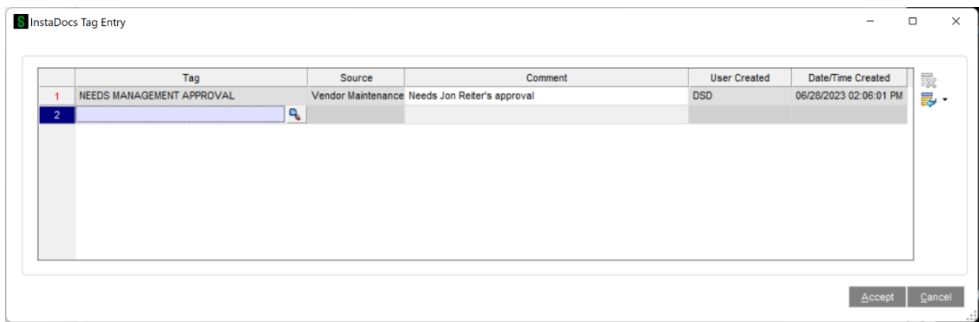 S InstaDocs Tag Entry
Tag Source Comment User Created Date/Time Created
1 NEEDS MANAGEMENT APPROVAL Vendor Maintenance Needs Jon Reiter's approval DSD 06/28/2023 02:06:01 PM
2
Accept Cancel